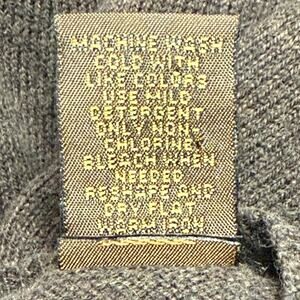 MACHINE WASH
COLD WITH
LIKE COLORS
USE MILD
DETERGENT
ONLY NON-
CHLORINE
BLEACH WHEN
NEEDED
RESHAPE AND
DRY FLAT
IRON